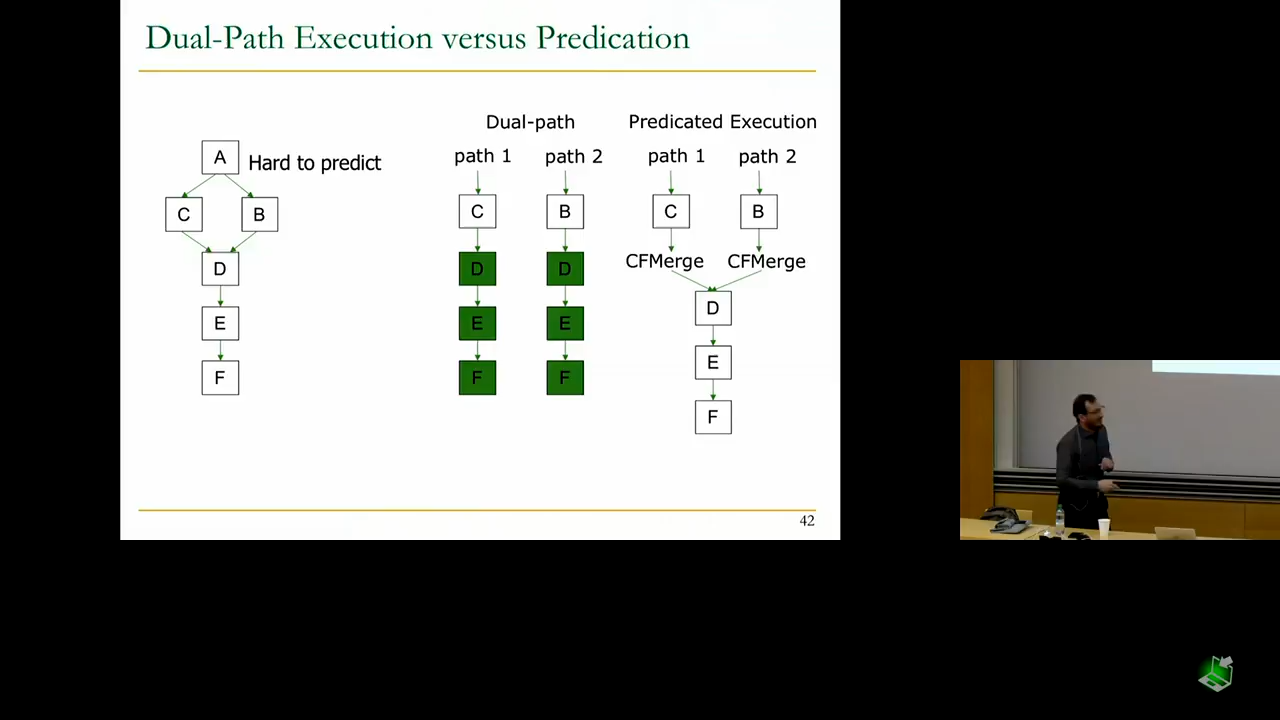 Dual-Path Execution versus Predication
Dual-path
Predicated Execution
path 1
path 2
path 1
path 2
A
Hard to predict
C
B
D
E
F
C
D
E
F
B
D
E
F
C
CFMerge
B
CFMerge
D
E
F
42